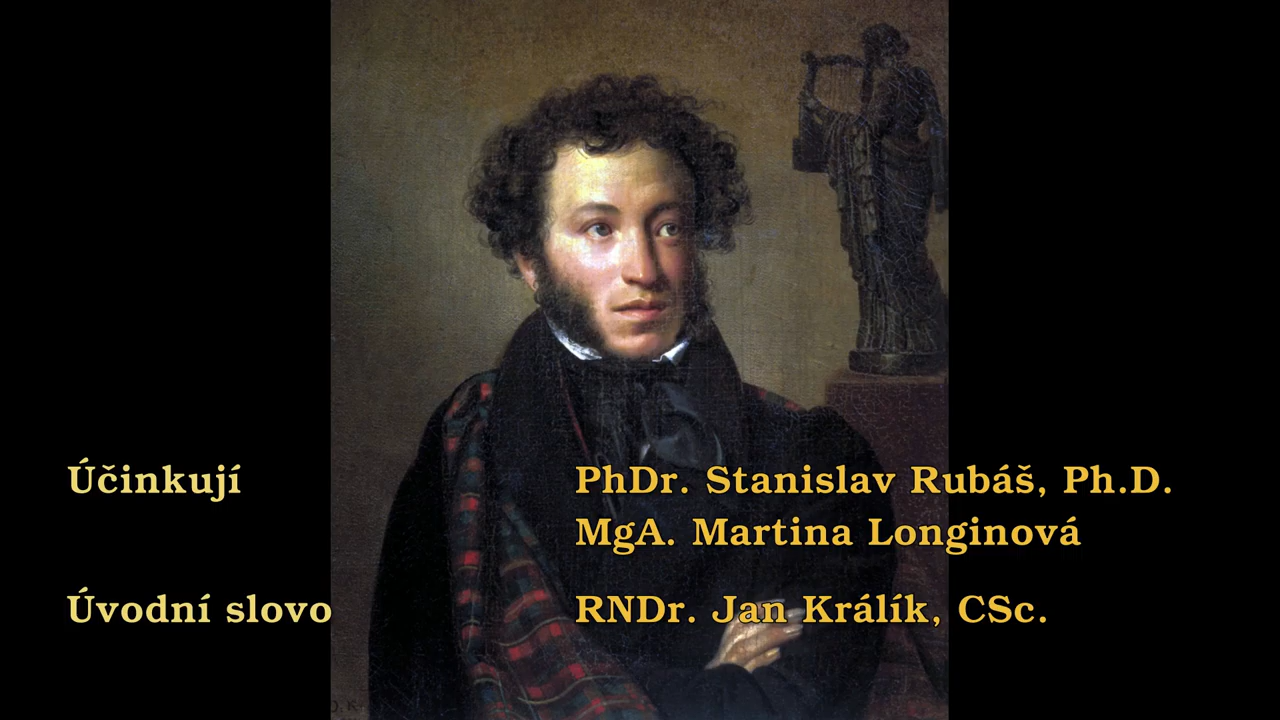 Účinkují PhDr. Stanislav Rubáš, Ph.D.
MgA. Martina Longinová
Úvodní slovo RNDr. Jan Králík, CSc.